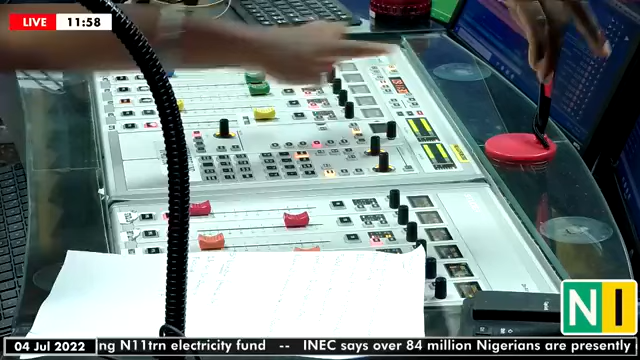 LIVE 11:58
NI
04 Jul 2022 ng N11trn electricity fund -- INEC says over 84 million Nigerians are presently